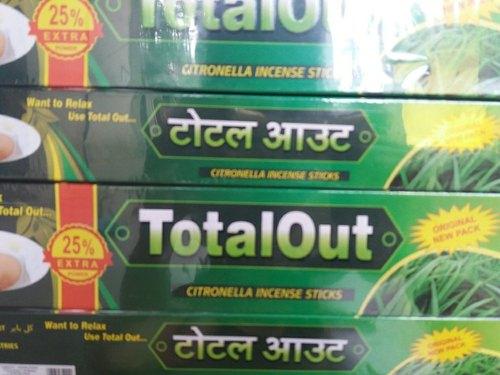 25%
EXTRA
POWER
TotalOut
CITRONELLA INCENSE STICKS
Want to Relax
Use Total Out...
टोटल आउट
CITRONELLA INCENSE STICKS
Total Out...
25%
EXTRA
TotalOut
ORIGINAL
NEW PACK
CITRONELLA INCENSE STICKS
Want to Relax
Use Total Out...
टोटल आउट
ORIGINAL
NEW PACK